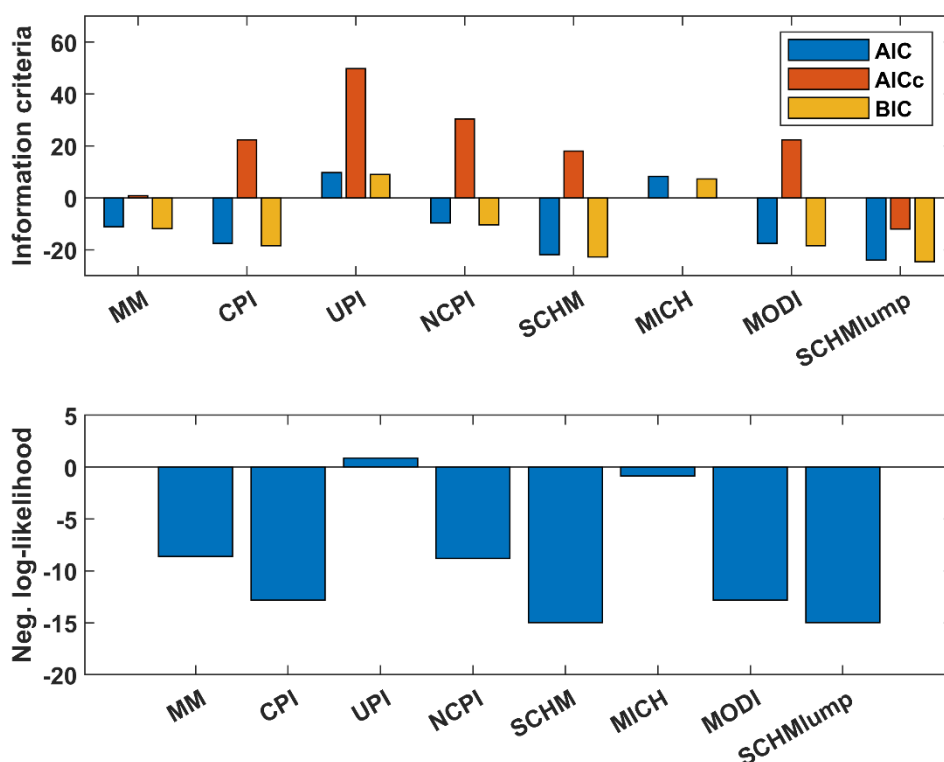 Information criteria
60
40
20
0
-20
AIC
AICc
BIC
MM
CPI
UPI
NCPI
SCHM
MICH
MODI
SCHMlump
Neg. log-likelihood
5
0
-5
-10
-15
-20
MM
CPI
UPI
NCPI
SCHM
MICH
MODI
SCHMlump